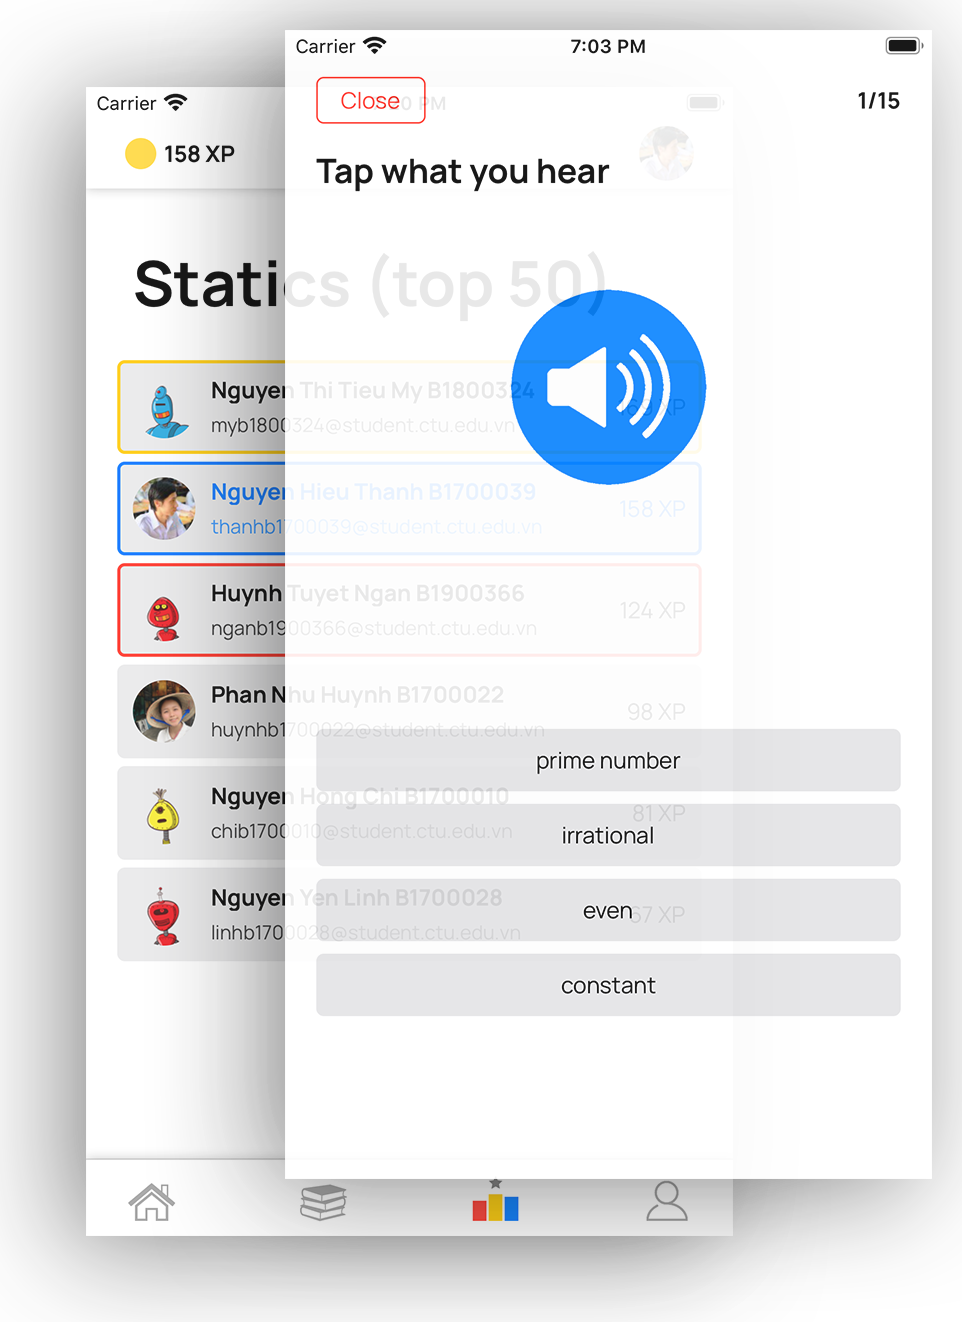 Carrier
7:03 PM
Close
1/15
Tap what you hear
prime number
irrational
even
constant
Carrier
0 PM
158 XP
Statics (top 50)
Nguyen Thi Tieu My B1800324
myb1800324@student.ctu.edu.vn
169 XP
Nguyen Hieu Thanh B1700039
thanhb1700039@student.ctu.edu.vn
158 XP
Huynh Tuyet Ngan B1900366
nganb1900366@student.ctu.edu.vn
124 XP
Phan Nhu Huynh B1700022
huynhb1700022@student.ctu.edu.vn
98 XP
Nguyen Hong Chi B1700010
chib1700010@student.ctu.edu.vn
81 XP
Nguyen Yen Linh B1700028
linhb1700028@student.ctu.edu.vn
67 XP